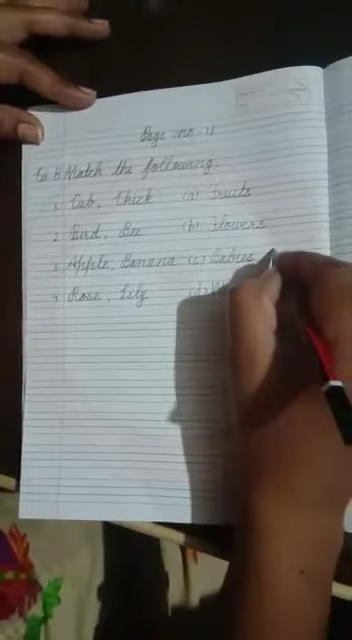 Page no. 11
Ex. B Match the following.
1. Cub, Chick (a) Fruits
2. Bird, Bee (b) Flowers
3. Apple, Banana (c) Babies
4. Rose, Lily (d)